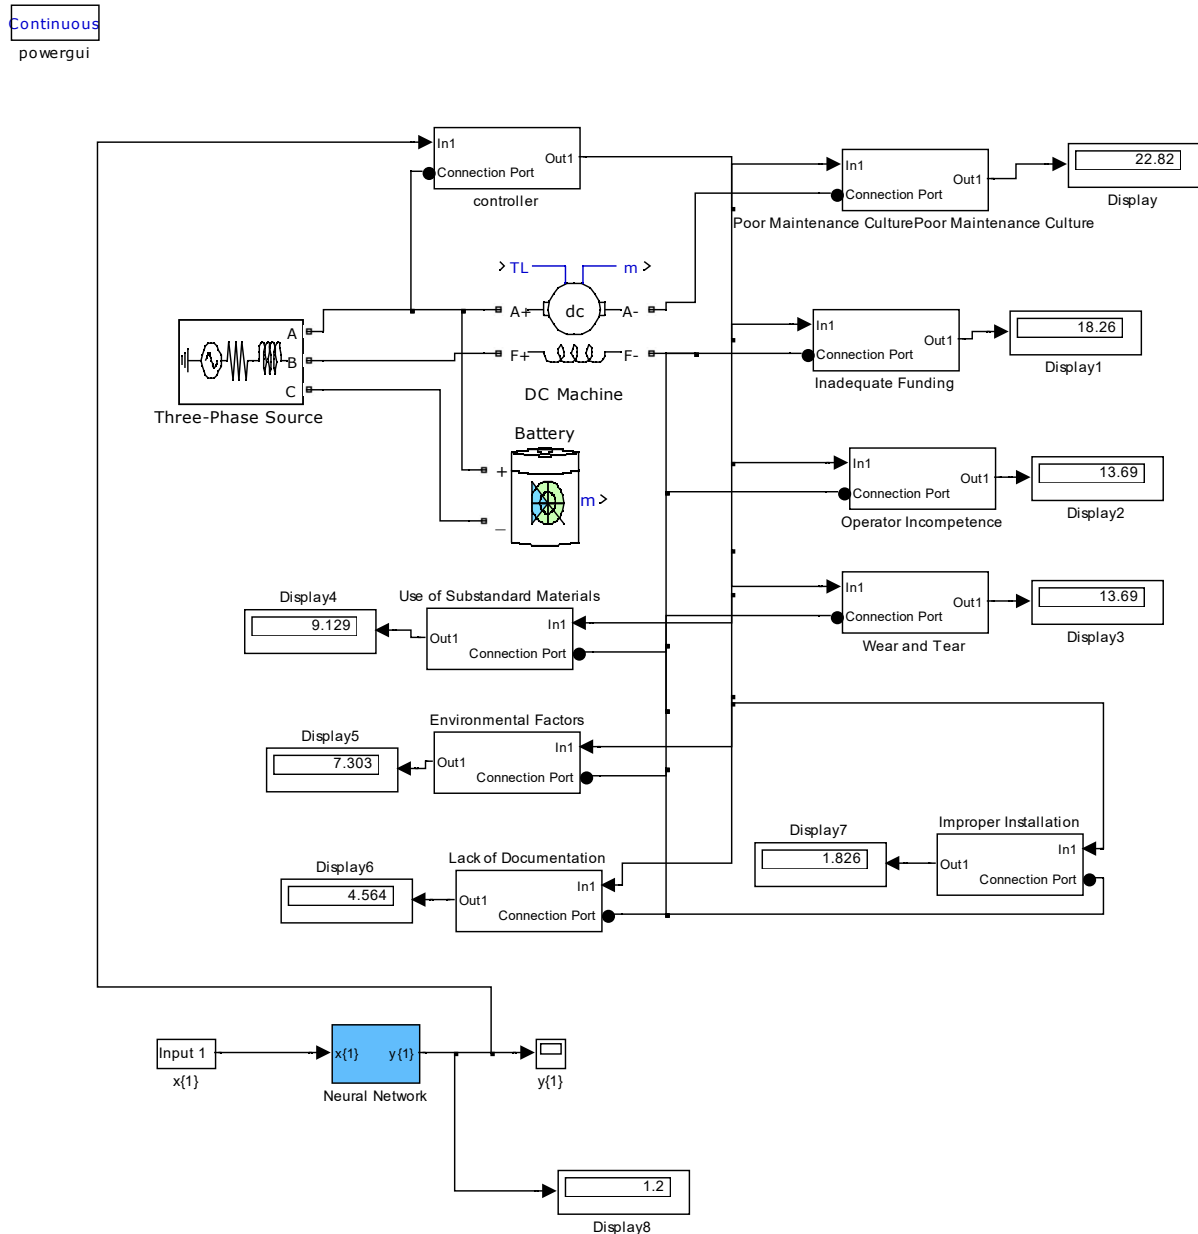 Continuous
powergui
In1
Out1
Connection Port
controller
In1
Out1
Connection Port
Poor Maintenance CulturePoor Maintenance Culture
22.82
Display
TL
m
A+
dc
A-
F+
F-
DC Machine
A
B
C
Three-Phase Source
In1
Out1
Connection Port
Inadequate Funding
18.26
Display1
Battery
+
m
_
In1
Out1
Connection Port
Operator Incompetence
13.69
Display2
In1
Out1
Connection Port
Wear and Tear
13.69
Display3
Display4
9.129
Use of Substandard Materials
In1
Out1
Connection Port
Display5
7.303
Environmental Factors
In1
Out1
Connection Port
Display6
4.564
Lack of Documentation
In1
Out1
Connection Port
Display7
1.826
Improper Installation
In1
Out1
Connection Port
Input 1
x{1}
x{1}
y{1}
Neural Network
y{1}
1.2
Display8